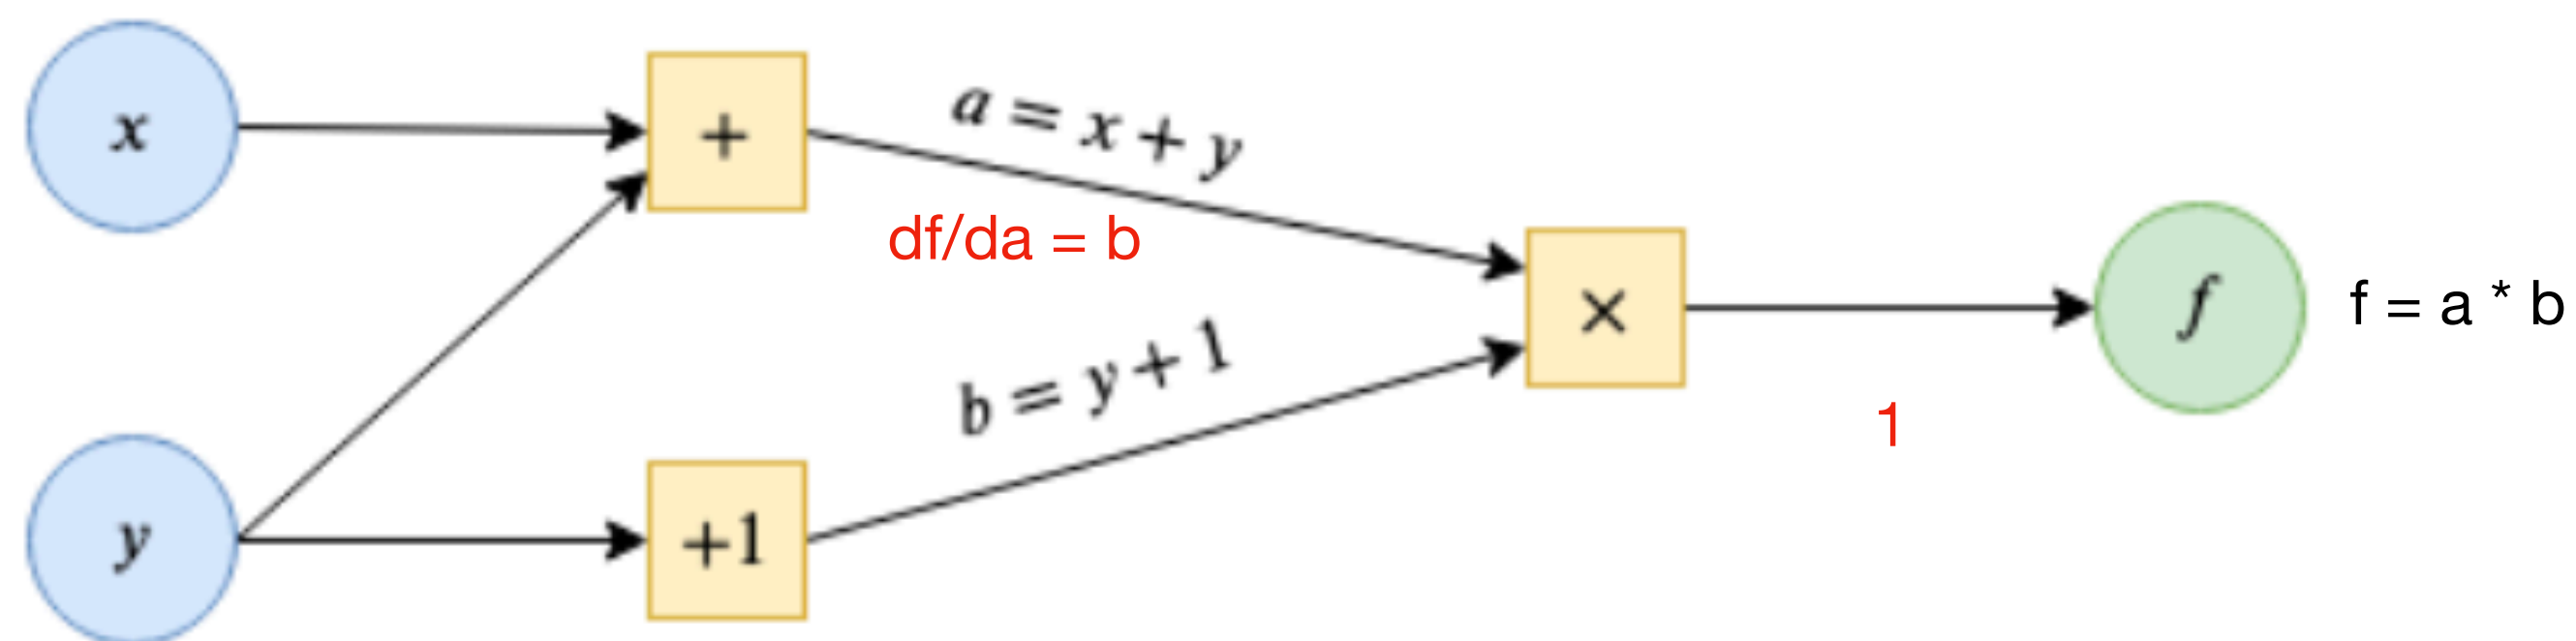 x
+
a = x + y
df/da = b
×
f
f = a * b
b = y + 1
1
y
+1